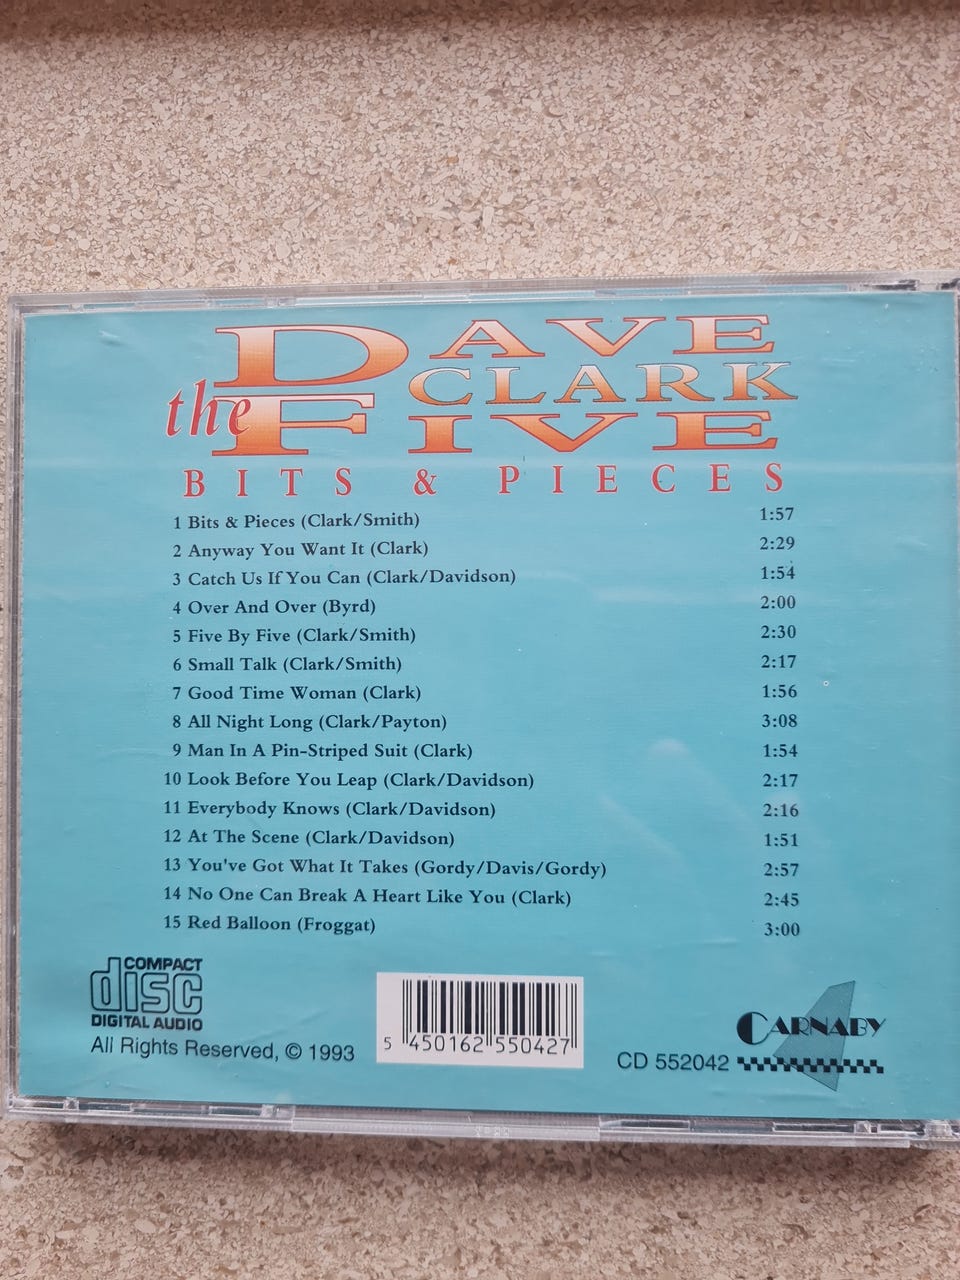 the DAVE CLARK FIVE
BITS & PIECES
1 Bits & Pieces (Clark/Smith) 1:57
2 Anyway You Want It (Clark) 2:29
3 Catch Us If You Can (Clark/Davidson) 1:54
4 Over And Over (Byrd) 2:00
5 Five By Five (Clark/Smith) 2:30
6 Small Talk (Clark/Smith) 2:17
7 Good Time Woman (Clark) 1:56
8 All Night Long (Clark/Payton) 3:08
9 Man In A Pin-Striped Suit (Clark) 1:54
10 Look Before You Leap (Clark/Davidson) 2:17
11 Everybody Knows (Clark/Davidson) 2:16
12 At The Scene (Clark/Davidson) 1:51
13 You've Got What It Takes (Gordy/Davis/Gordy) 2:57
14 No One Can Break A Heart Like You (Clark) 2:45
15 Red Balloon (Froggat) 3:00
COMPACT
disc
DIGITAL AUDIO
All Rights Reserved, © 1993
5 450162 550427
CD 552042
CARNABY